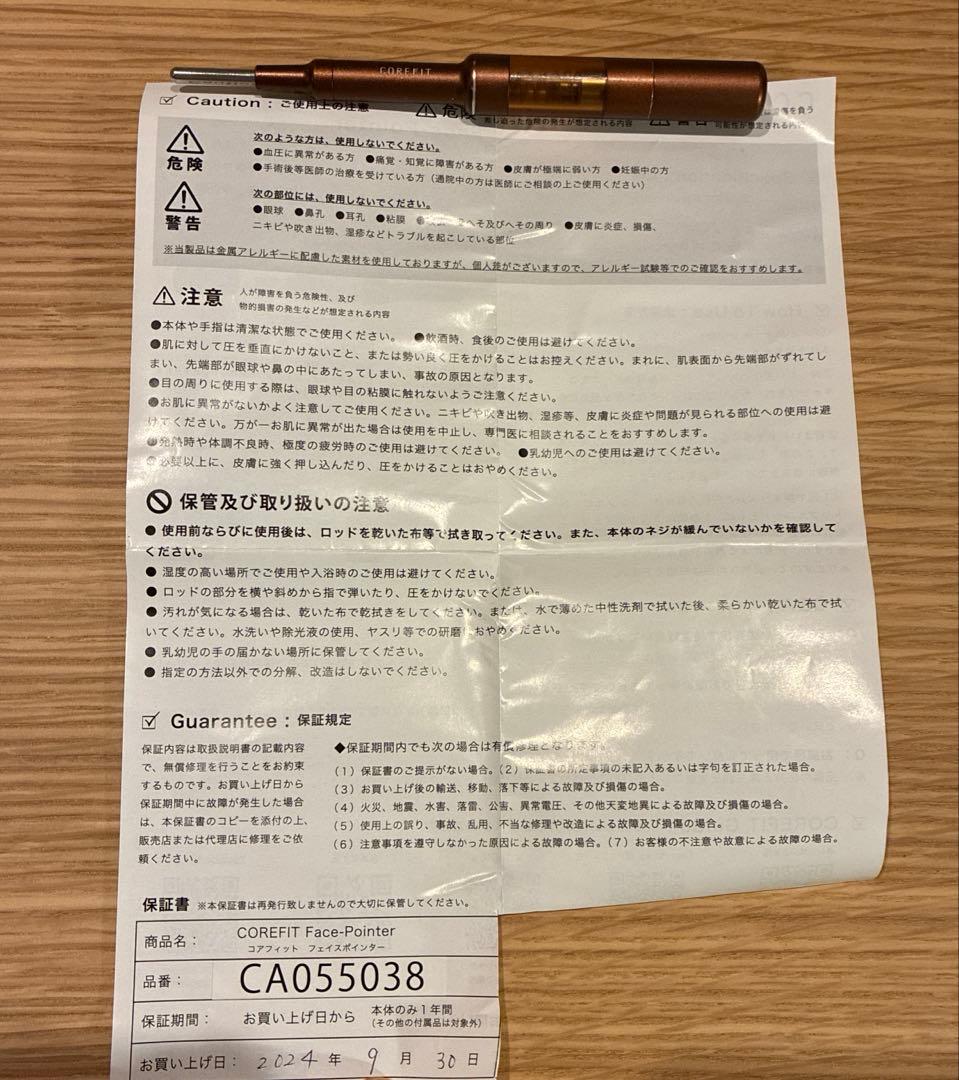 COREFIT
Caution : ご使用上の注意
危険
差し迫った危険の発生が想定される内容
害を負う
可能性が想定される内容
危険
次のような方は、使用しないでください。
●血圧に異常がある方 ●痛覚・知覚に障害がある方 ●皮膚が極端に弱い方 ●妊娠中の方
●手術後等医師の治療を受けている方（通院中の方は医師にご相談の上ご使用ください）
警告
次の部位には、使用しないでください。
●眼球 ●鼻孔 ●耳孔 ●粘膜 へそ及びへその周り ●皮膚に炎症、損傷、
ニキビや吹き出物、湿疹などトラブルを起こしている部位
※当製品は金属アレルギーに配慮した素材を使用しておりますが、個人差がございますので、アレルギー試験等でのご確認をおすすめします。
注意
人が障害を負う危険性、及び
物的損害の発生などが想定される内容
●本体や手指は清潔な状態でご使用ください。 ●飲酒時、食後のご使用は避けてください。
●肌に対して圧を垂直にかけないこと、または勢い良く圧をかけることはお控えください。まれに、肌表面から先端部がずれてし
まい、先端部が眼球や鼻の中にあたってしまい、事故の原因となります。
●目の周りに使用する際は、眼球や目の粘膜に触れないようご注意ください。
●お肌に異常がないかよく注意してご使用ください。ニキビや吹き出物、湿疹等、皮膚に炎症や問題が見られる部位への使用は避
けてください。万が一お肌に異常が出た場合は使用を中止し、専門医に相談されることをおすすめします。
●発熱時や体調不良時、極度の疲労時のご使用は避けてください。 ●乳幼児へのご使用は避けてください。
●必要以上に、皮膚に強く押し込んだり、圧をかけることはおやめください。
保管及び取り扱いの注意
● 使用前ならびに使用後は、ロッドを乾いた布等で拭き取ってください。また、本体のネジが緩んでいないかを確認して
ください。
● 湿度の高い場所でご使用や入浴時のご使用は避けてください。
● ロッドの部分を横や斜めから指で弾いたり、圧をかけないでください。
● 汚れが気になる場合は、乾いた布で乾拭きをしてください。または、水で薄めた中性洗剤で拭いた後、柔らかい乾いた布で拭
いてください。水洗いや除光液の使用、ヤスリ等での研磨はおやめください。
● 乳幼児の手の届かない場所に保管してください。
● 指定の方法以外での分解、改造はしないでください。
Guarantee : 保証規定
保証内容は取扱説明書の記載内容
で、無償修理を行うことをお約束
するものです。お買い上げ日から
保証期間中に故障が発生した場合
は、本保証書のコピーを添付の上、
販売店または代理店に修理をご依
頼ください。
◆保証期間内でも次の場合は有償修理となります。
（1）保証書のご提示がない場合。（2）保証書の所定事項の未記入あるいは字句を訂正された場合。
（3）お買い上げ後の輸送、移動、落下等による故障及び損傷の場合。
（4）火災、地震、水害、落雷、公害、異常電圧、その他天変地異による故障及び損傷の場合。
（5）使用上の誤り、事故、乱用、不当な修理や改造による故障及び損傷の場合。
（6）注意事項を遵守しなかった原因による故障の場合。（7）お客様の不注意や故意による故障の場合。
保証書 ※本保証書は再発行致しませんので大切に保管してください。
商品名： COREFIT Face-Pointer
コアフィット フェイスポインター
品番： CA055038
保証期間： お買い上げ日から 本体のみ1年間
（その他の付属品は対象外）
お買い上げ日： 2024 年 9 月 30 日